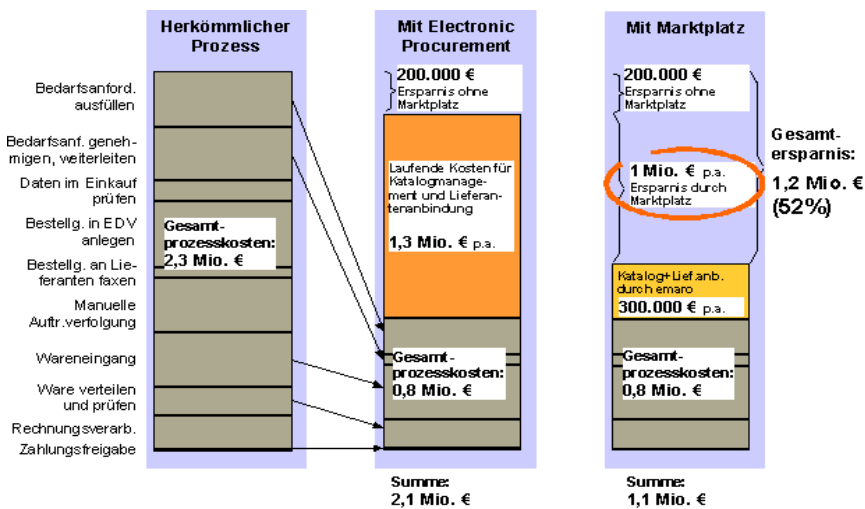 Herkömmlicher
Prozess
Mit Electronic
Procurement
Mit Marktplatz
Bedarfsanford.
ausfüllen
Bedarfsanf. geneh-
migen, weiterleiten
Daten im Einkauf
prüfen
Bestellg. in EDV
anlegen
Bestellg. an Lie-
feranten faxen
Manuelle
Auftr.verfolgung
Wareneingang
Ware verteilen
und prüfen
Rechnungsverarb.
Zahlungsfreigabe
Gesamt-
prozesskosten:
2,3 Mio. €
200.000 €
Ersparnis ohne
Marktplatz
Laufende Kosten für
Katalogmanage-
ment und Lieferan-
tenanbindung
1,3 Mio. € p.a.
Gesamt-
prozesskosten:
0,8 Mio. €
Summe:
2,1 Mio. €
200.000 €
Ersparnis ohne
Marktplatz
1 Mio. € p.a.
Ersparnis durch
Marktplatz
Katalog+Lief.anb.
durch emaro
300.000 € p.a.
Gesamt-
prozesskosten:
0,8 Mio. €
Summe:
1,1 Mio. €
Gesamt-
ersparnis:
1,2 Mio. €
(52%)